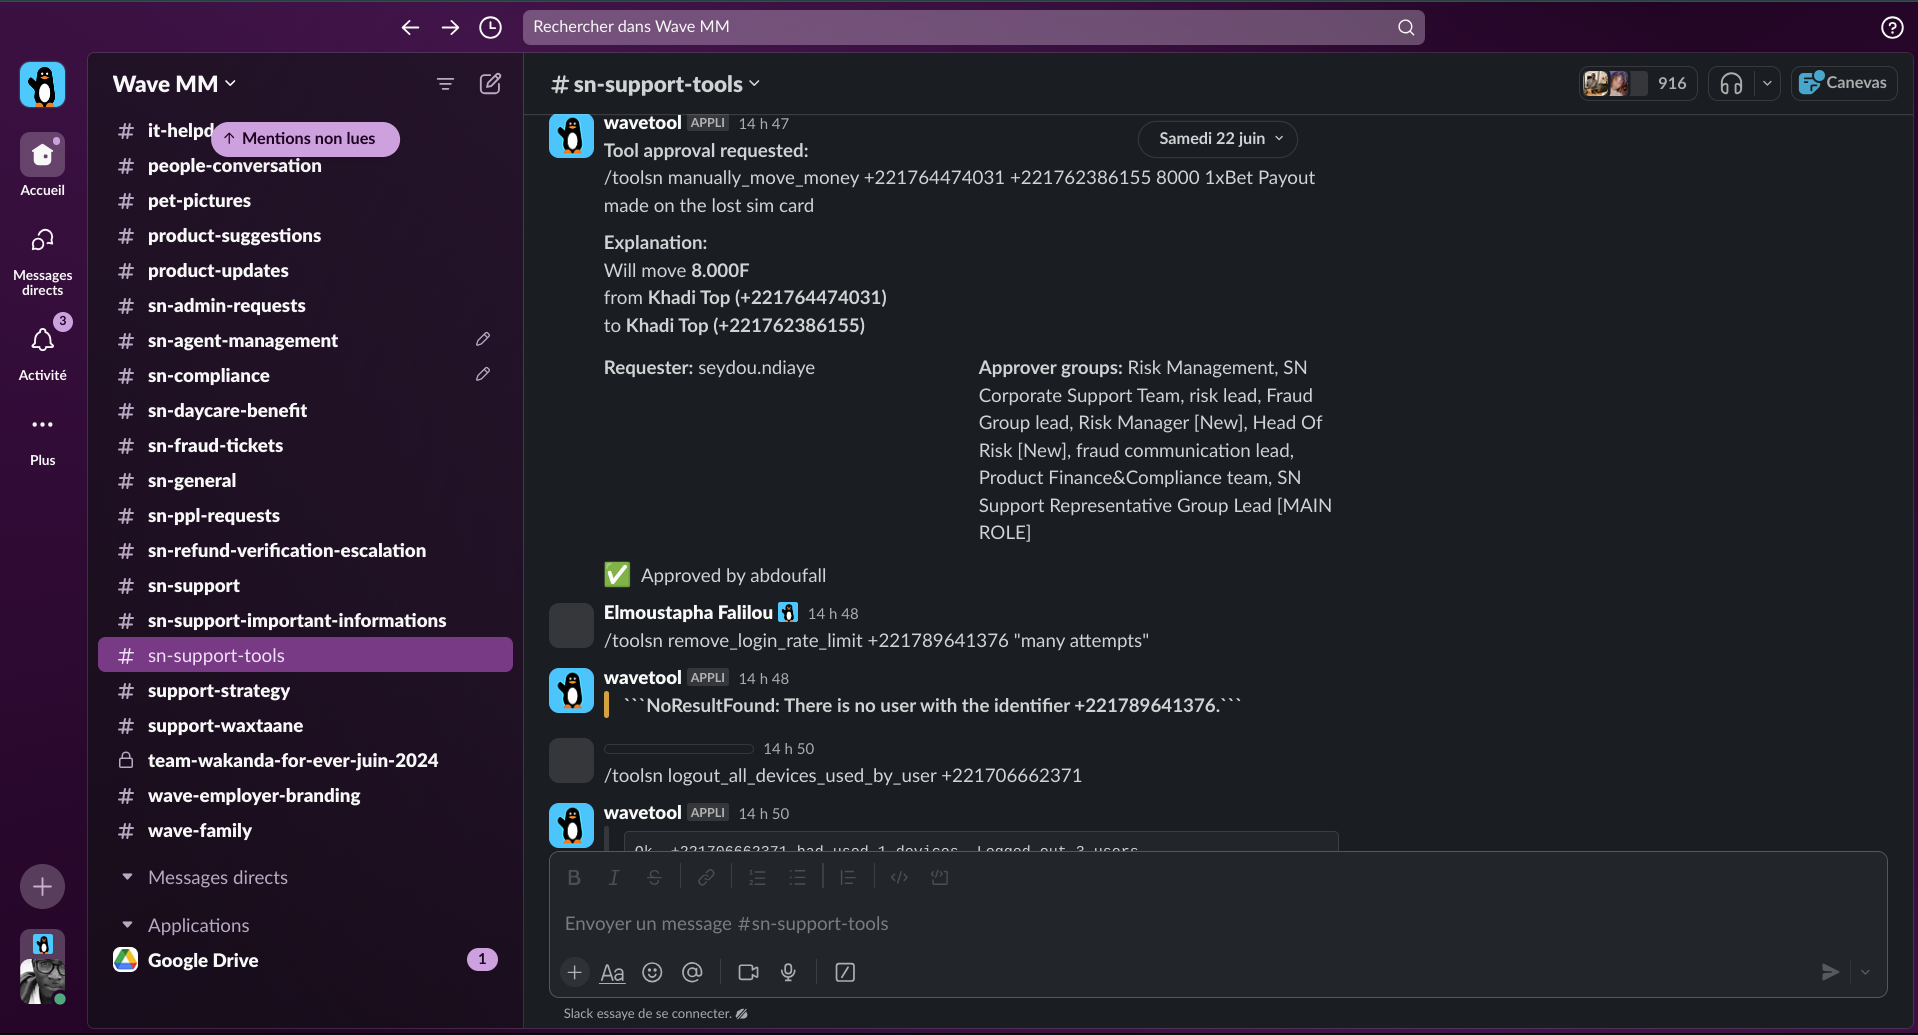 Rechercher dans Wave MM
Wave MM
it-helpd
Mentions non lues
people-conversation
pet-pictures
product-suggestions
product-updates
sn-admin-requests
sn-agent-management
sn-compliance
sn-daycare-benefit
sn-fraud-tickets
sn-general
sn-ppl-requests
sn-refund-verification-escalation
sn-support
sn-support-important-informations
sn-support-tools
support-strategy
support-waxtaane
team-wakanda-for-ever-juin-2024
wave-employer-branding
wave-family
Messages directs
Applications
Google Drive
1
Accueil
Messages
directs
3
Activité
Plus
# sn-support-tools
916
Canevas
Samedi 22 juin
wavetool APPLI 14 h 47
Tool approval requested:
/toolsn manually_move_money +221764474031 +221762386155 8000 1xBet Payout
made on the lost sim card
Explanation:
Will move 8.000F
from Khadi Top (+221764474031)
to Khadi Top (+221762386155)
Requester: seydou.ndiaye
Approver groups: Risk Management, SN
Corporate Support Team, risk lead, Fraud
Group lead, Risk Manager [New], Head Of
Risk [New], fraud communication lead,
Product Finance&Compliance team, SN
Support Representative Group Lead [MAIN
ROLE]
Approved by abdoufall
Elmoustapha Falilou 14 h 48
/toolsn remove_login_rate_limit +221789641376 "many attempts"
wavetool APPLI 14 h 48
```NoResultFound: There is no user with the identifier +221789641376.```
14 h 50
/toolsn logout_all_devices_used_by_user +221706662371
wavetool APPLI 14 h 50
Ok, +221706662371 had used 1 devices. Logged out 3 users
Envoyer un message #sn-support-tools
Aa
Slack essaye de se connecter.